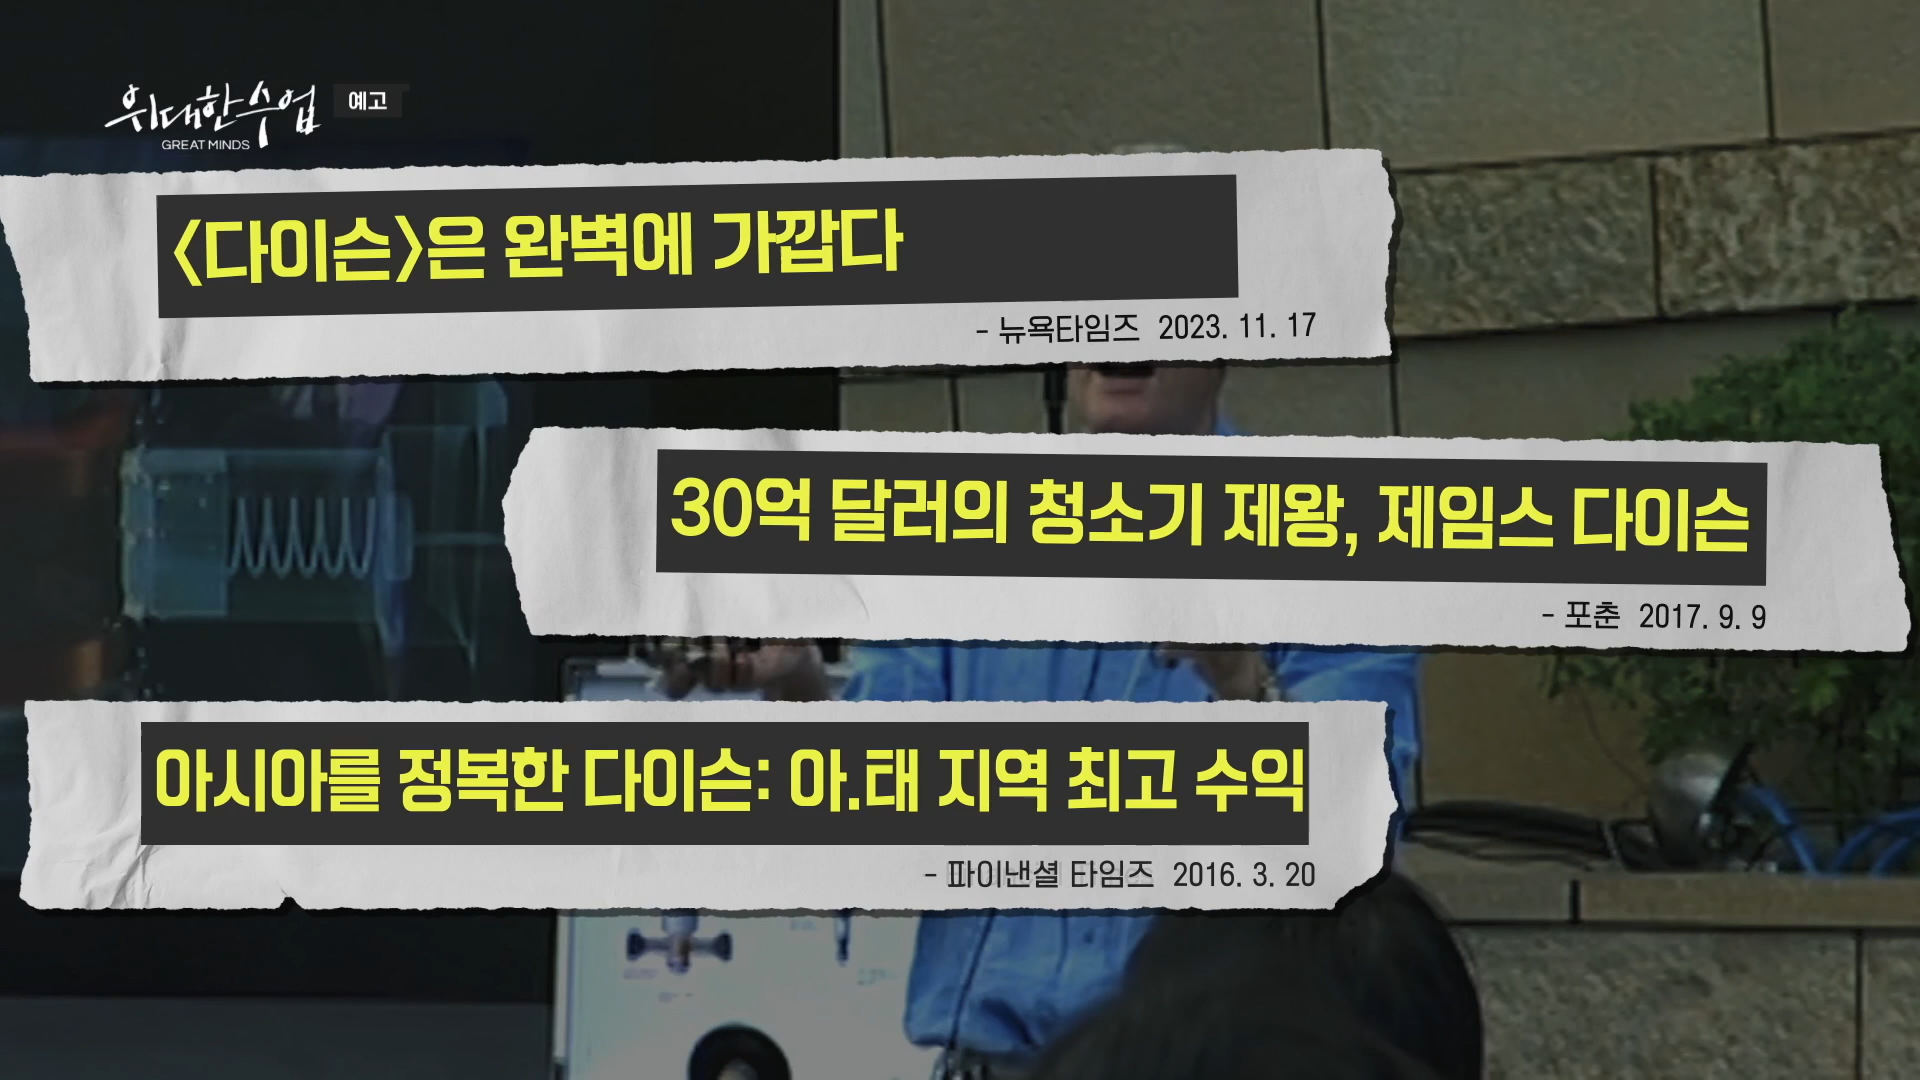 위대한수업 예고
GREAT MINDS
<다이슨>은 완벽에 가깝다
- 뉴욕타임즈 2023. 11. 17
30억 달러의 청소기 제왕, 제임스 다이슨
- 포춘 2017. 9. 9
아시아를 정복한 다이슨: 아.태 지역 최고 수익
- 파이낸셜 타임즈 2016. 3. 20